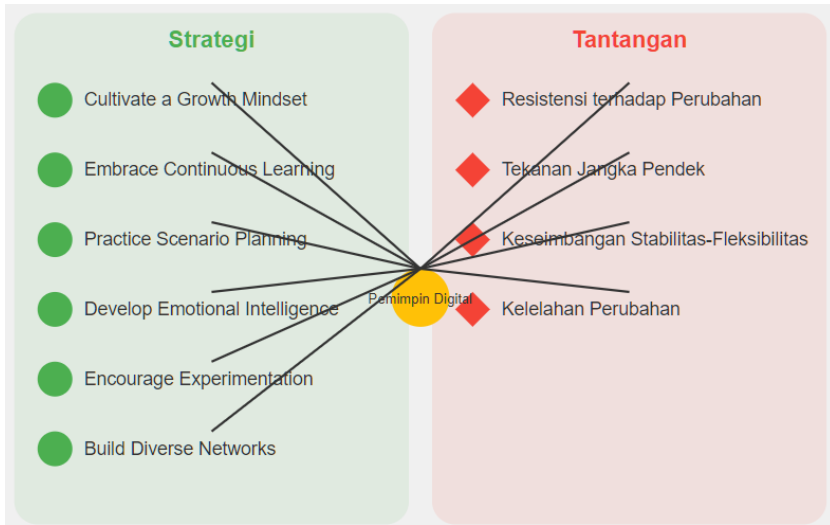 Strategi
Cultivate a Growth Mindset
Embrace Continuous Learning
Practice Scenario Planning
Develop Emotional Intelligence
Encourage Experimentation
Build Diverse Networks
Pemimpin Digital
Tantangan
Resistensi terhadap Perubahan
Tekanan Jangka Pendek
Keseimbangan Stabilitas-Fleksibilitas
Kelelahan Perubahan